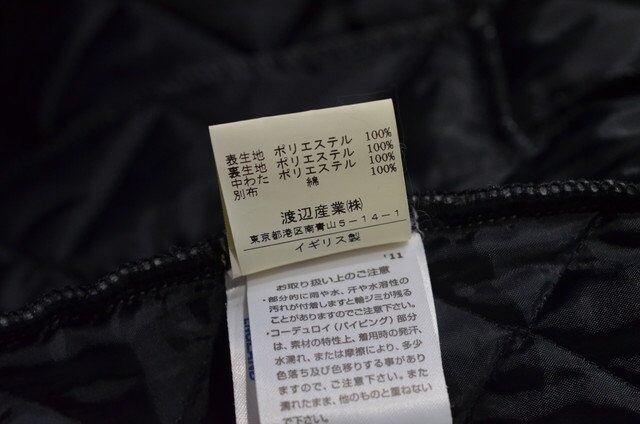 表生地 ポリエステル 100%
裏生地 ポリエステル 100%
中わた ポリエステル 100%
別布 綿 100%
渡辺産業㈱
東京都港区南青山5-14-1
イギリス製
'11
お取り扱い上のご注意
・部分的に雨や水、汗や水溶性の
汚れが付着しますと輪ジミが残る
ことがありますのでご注意下さい。
・コーデュロイ(パイピング)部分
は、素材の特性上、着用時の発汗、
水濡れ、または摩擦により、多少
色落ち及び色移りする事があり
ますので、ご注意下さい。また
濡れたまま、他のものと重ねない
で下さい。